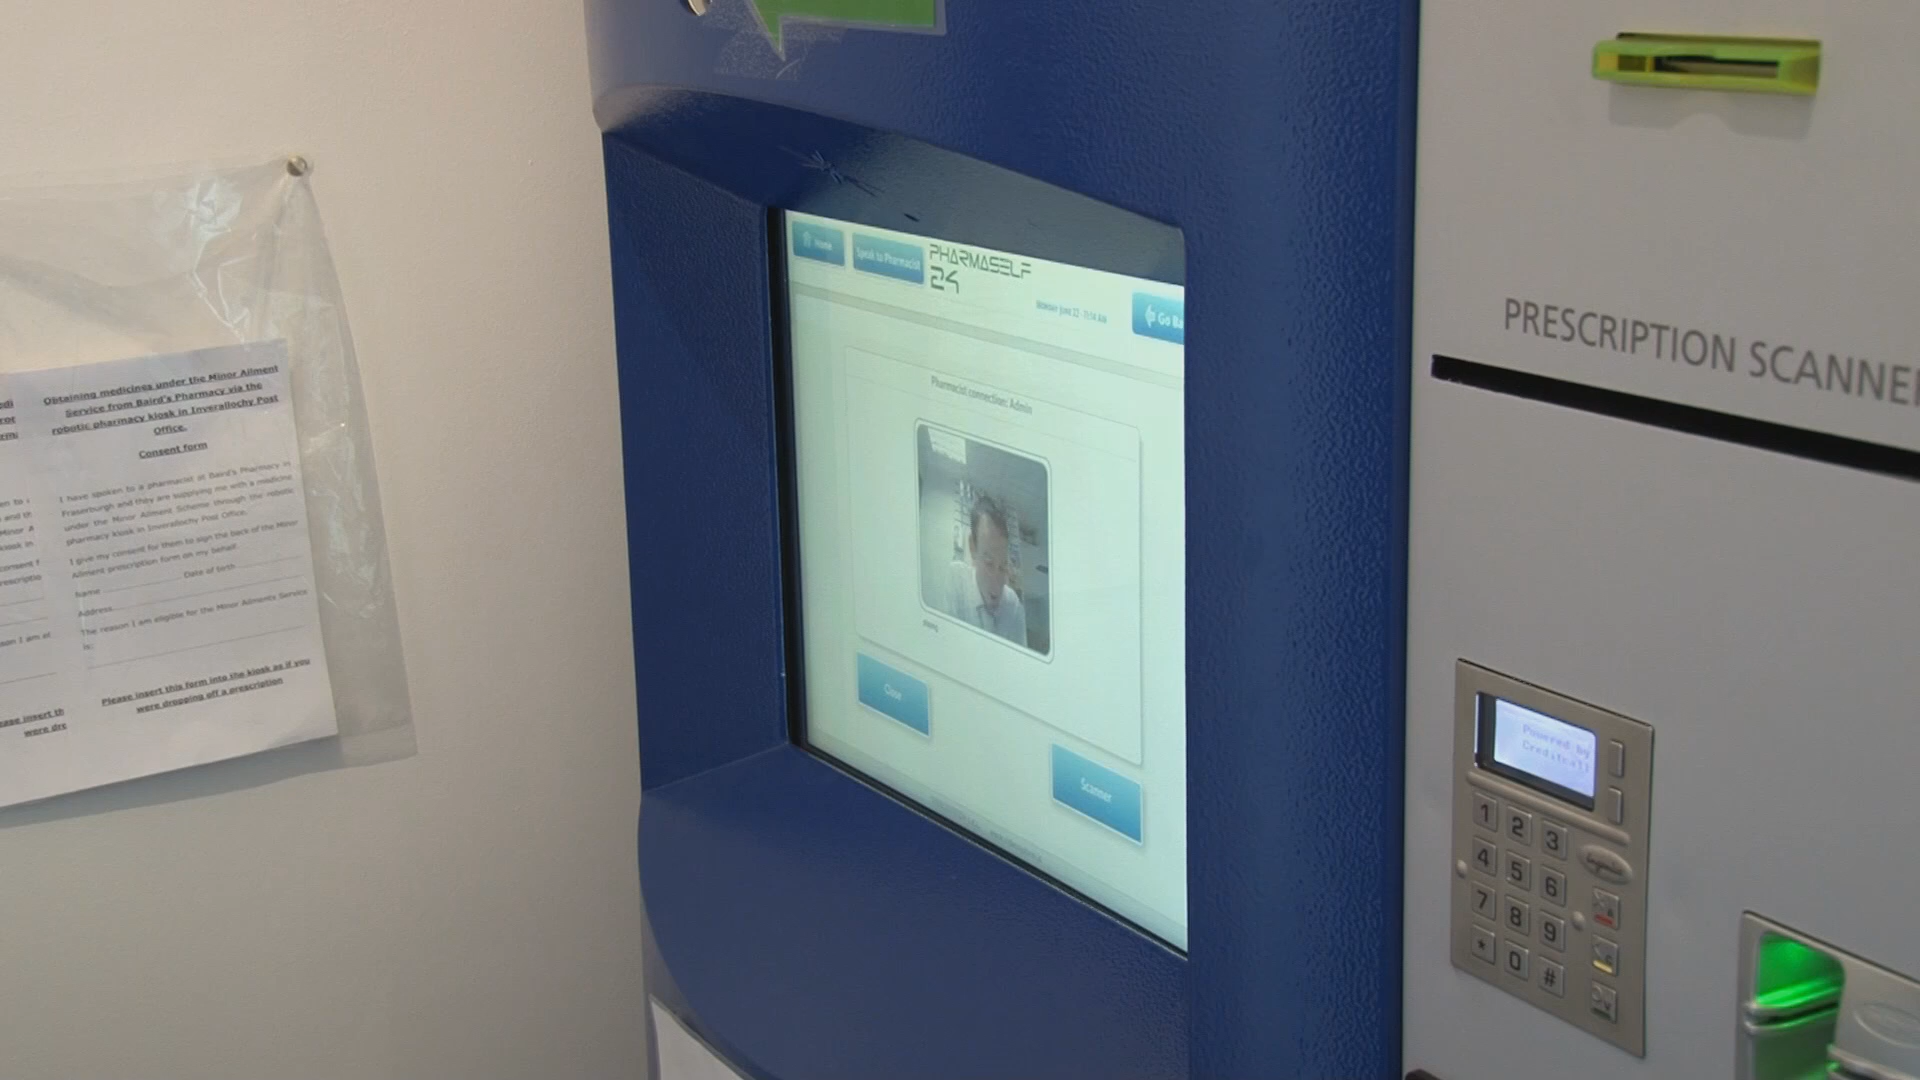 Obtaining medicines under the Minor Ailment
Service from Baird's Pharmacy via the
robotic pharmacy kiosk in Inverallochy Post
Office.
Consent form
I have spoken to a pharmacist at Baird's Pharmacy in
Fraserburgh and they are supplying me with a medicine
under the Minor Ailment Scheme through the robotic
pharmacy kiosk in Inverallochy Post Office.
I give my consent for them to sign the back of the Minor
Ailment prescription form on my behalf
Name Date of birth
Address
The reason I am eligible for the Minor Ailments Service
is:
Please insert this form into the kiosk as if you
were dropping off a prescription
Home
Speak to Pharmacist
PHARMASELF
24
Go Ba
Pharmacist connection: Admin
Close
Scanner
PRESCRIPTION SCANNER
Powered by
Creditcall
1 2 3
4 5 6
7 8 9
* 0 #